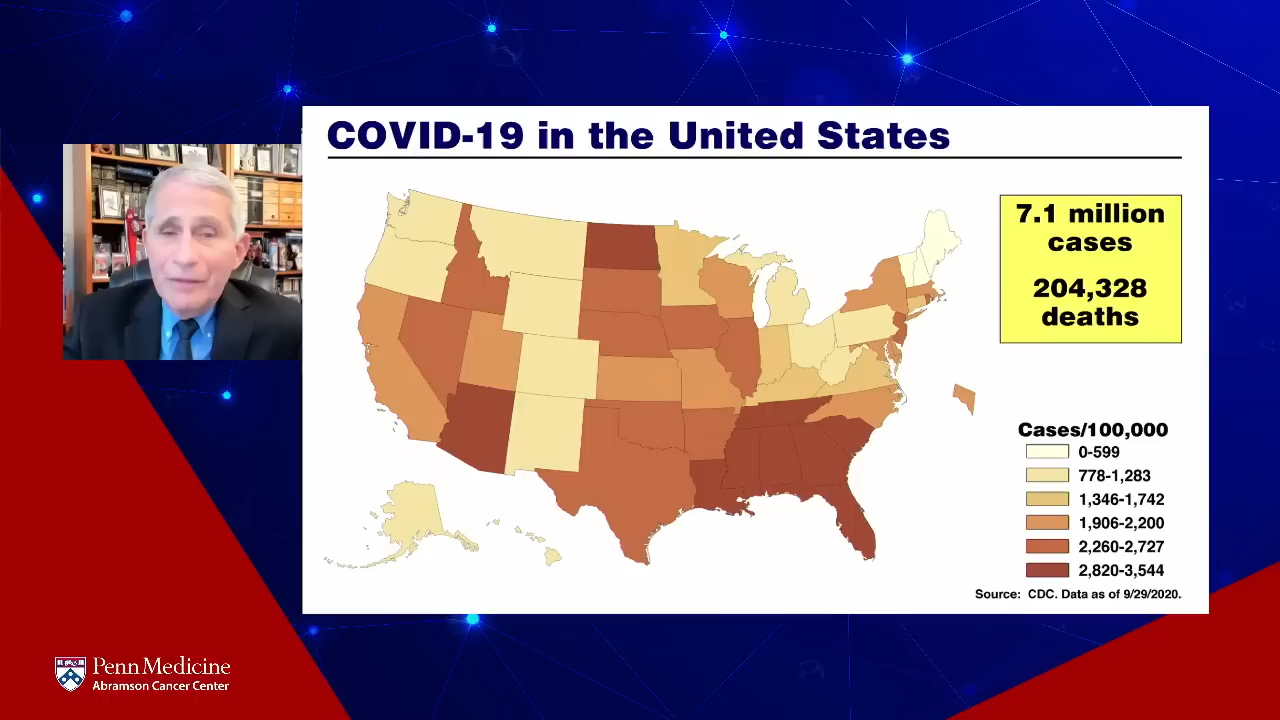 COVID-19 in the United States
7.1 million
cases
204,328
deaths
Cases/100,000
0-599
778-1,283
1,346-1,742
1,906-2,200
2,260-2,727
2,820-3,544
Source: CDC. Data as of 9/29/2020.
Penn Medicine
Abramson Cancer Center